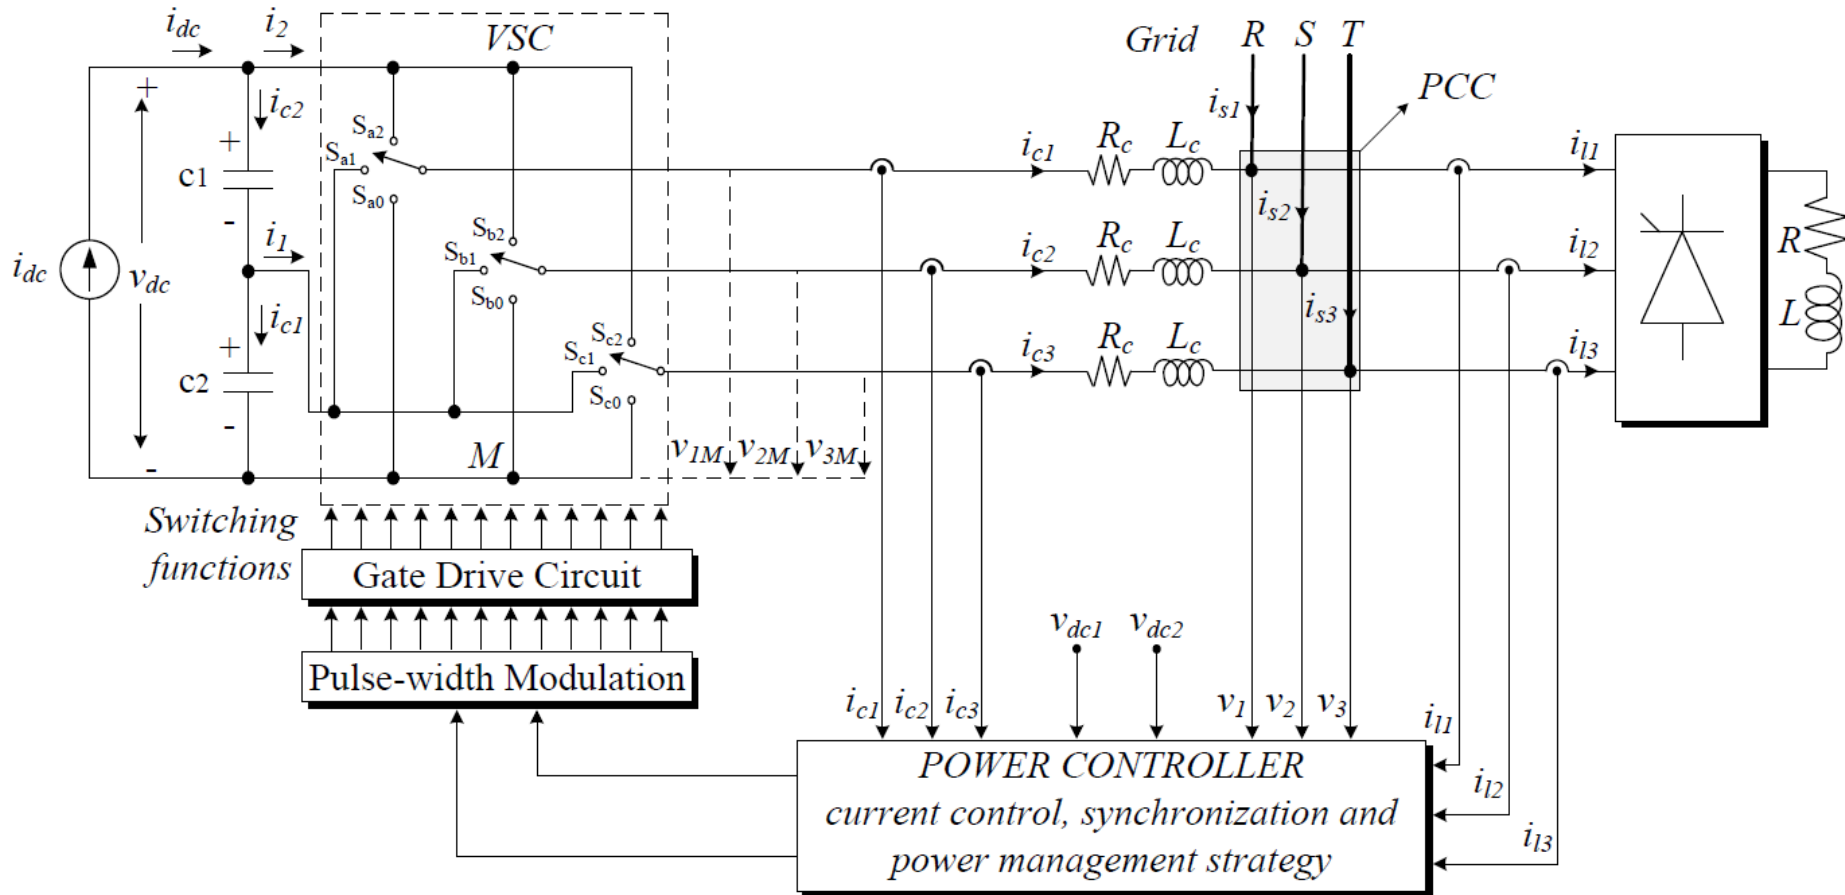 i_dc i_2 VSC Grid R S T
+ i_c2 PCC
i_s1
+ S_a2 R_c L_c
S_a1 i_c1 i_l1
c1 S_a0
- i_s2
i_1 S_b2 R_c L_c
S_b1 i_c2 i_l2 R
i_dc v_dc S_b0
i_c1 i_s3 L
+ S_c2 R_c L_c
S_c1 i_c3 i_l3
c2 S_c0
-
- M v_1M v_2M v_3M
Switching
functions
Gate Drive Circuit
v_dc1 v_dc2
Pulse-width Modulation
i_c1 i_c2 i_c3 v_1 v_2 v_3 i_l1
POWER CONTROLLER
current control, synchronization and
power management strategy
i_l2
i_l3